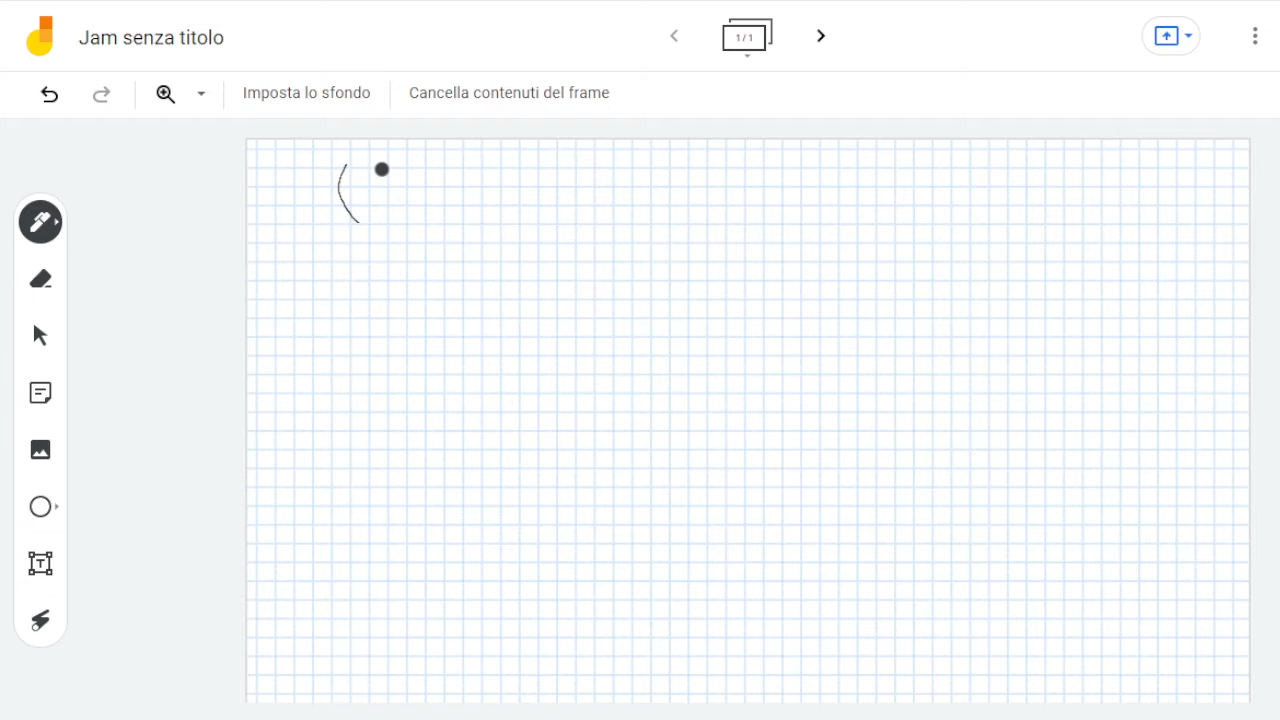 Jam senza titolo
1/1
Imposta lo sfondo
Cancella contenuti del frame
(